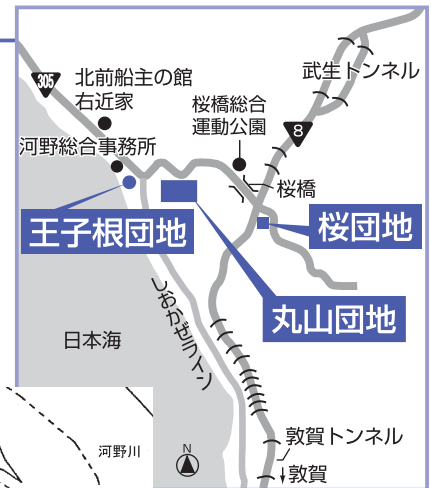 305
北前船主の館
右近家
武生トンネル
桜橋総合
運動公園
8
河野総合事務所
桜橋
王子根団地
桜団地
しおかぜライン
丸山団地
日本海
河野川
N
敦賀トンネル
敦賀